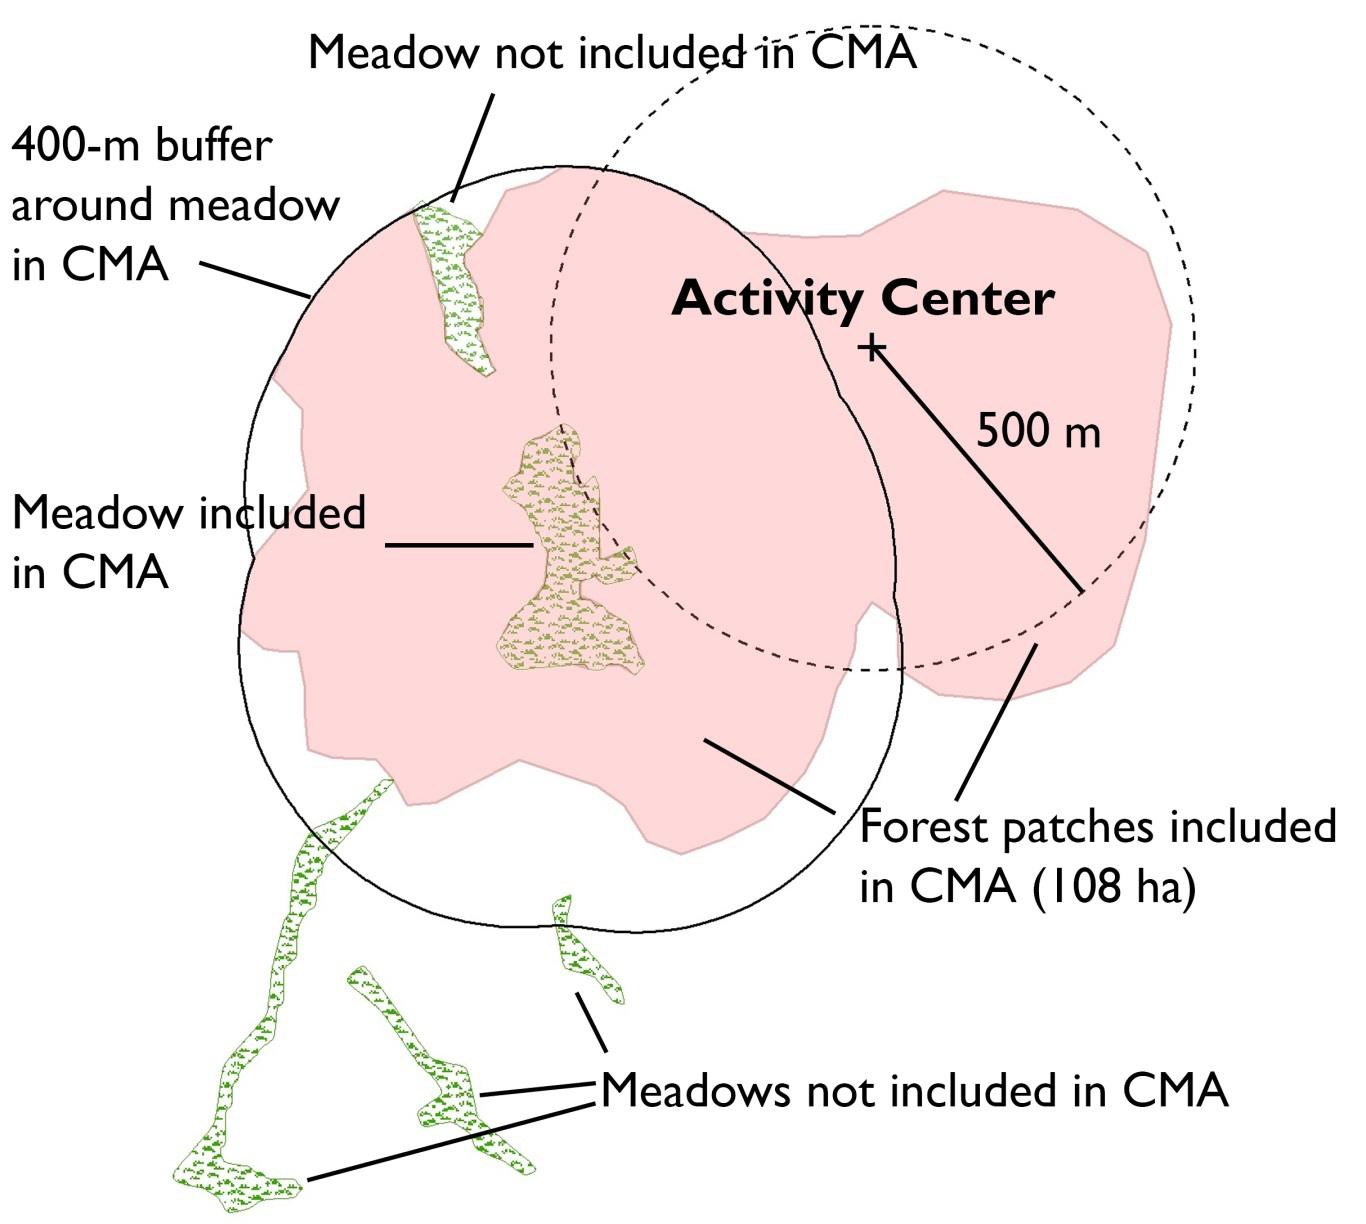 Meadow not included in CMA
400-m buffer
around meadow
in CMA
Activity Center
500 m
Meadow included
in CMA
Forest patches included
in CMA (108 ha)
Meadows not included in CMA